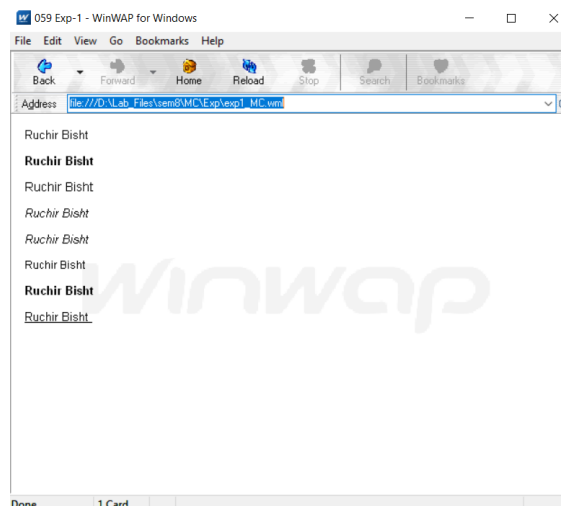 059 Exp-1 - WinWAP for Windows
File Edit View Go Bookmarks Help
Back Forward Home Reload Stop Search Bookmarks
Address file:///D:\Lab_Files\sem8\MC\Exp\exp1_MC.wml
Ruchir Bisht
Ruchir Bisht
Ruchir Bisht
Ruchir Bisht
Ruchir Bisht
Ruchir Bisht
Ruchir Bisht
Ruchir Bisht
winwap
Done 1 Card